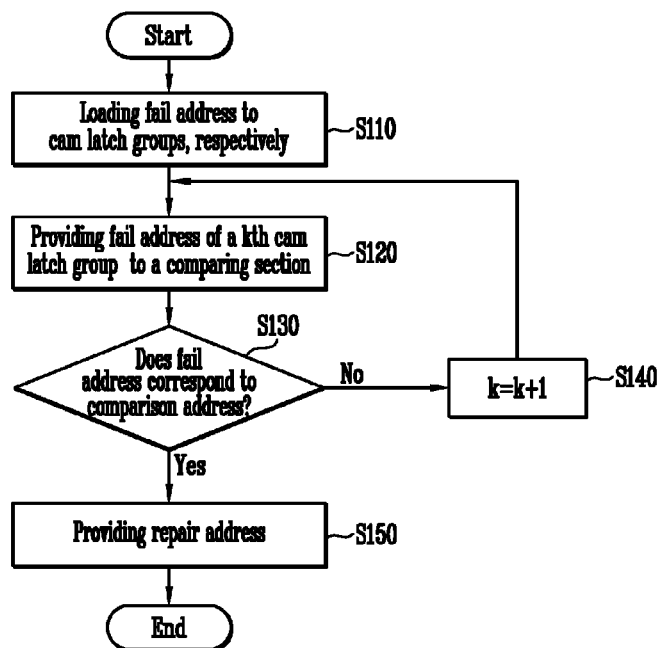 Start
Loading fail address to
cam latch groups, respectively
S110
Providing fail address of a kth cam
latch group to a comparing section
S120
S130
Does fail
address correspond to
comparison address?
No
k=k+1
S140
Yes
Providing repair address
S150
End